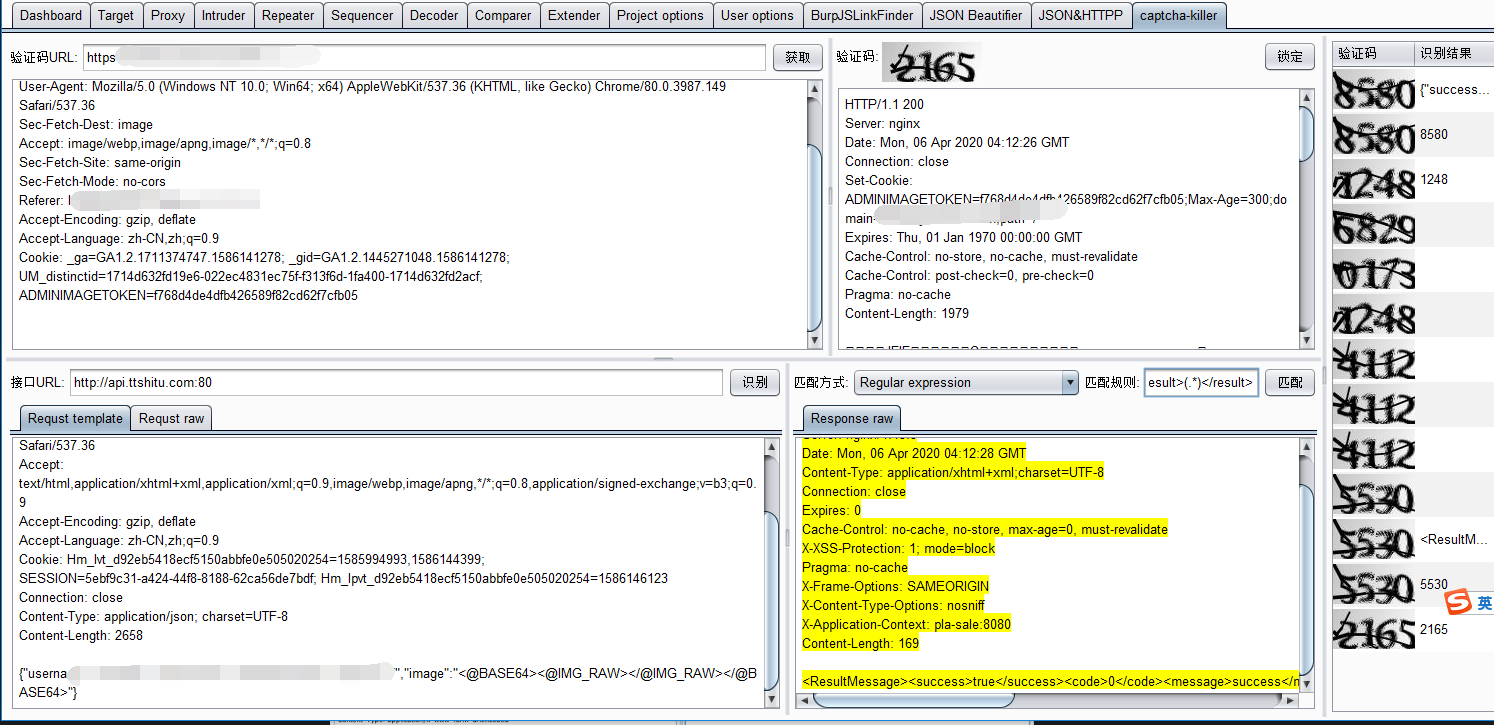 Dashboard Target Proxy Intruder Repeater Sequencer Decoder Comparer Extender Project options User options BurpJSLinkFinder JSON Beautifier JSON&HTTPP captcha-killer
验证码URL: https 获取
User-Agent: Mozilla/5.0 (Windows NT 10.0; Win64; x64) AppleWebKit/537.36 (KHTML, like Gecko) Chrome/80.0.3987.149
Safari/537.36
Sec-Fetch-Dest: image
Accept: image/webp,image/apng,image/*,*/*;q=0.8
Sec-Fetch-Site: same-origin
Sec-Fetch-Mode: no-cors
Referer:
Accept-Encoding: gzip, deflate
Accept-Language: zh-CN,zh;q=0.9
Cookie: _ga=GA1.2.1711374747.1586141278; _gid=GA1.2.1445271048.1586141278;
UM_distinctid=1714d632fd19e6-022ec4831ec75f-f313f6d-1fa400-1714d632fd2acf;
ADMINIMAGETOKEN=f768d4de4dfb426589f82cd62f7cfb05
验证码: 2165 锁定
HTTP/1.1 200
Server: nginx
Date: Mon, 06 Apr 2020 04:12:26 GMT
Connection: close
Set-Cookie:
ADMINIMAGETOKEN=f768d4de4dfb426589f82cd62f7cfb05;Max-Age=300;do
main-
Expires: Thu, 01 Jan 1970 00:00:00 GMT
Cache-Control: no-store, no-cache, must-revalidate
Cache-Control: post-check=0, pre-check=0
Pragma: no-cache
Content-Length: 1979
接口URL: http://api.ttshitu.com:80 识别
Requst template Requst raw
Safari/537.36
Accept:
text/html,application/xhtml+xml,application/xml;q=0.9,image/webp,image/apng,*/*;q=0.8,application/signed-exchange;v=b3;q=0.
9
Accept-Encoding: gzip, deflate
Accept-Language: zh-CN,zh;q=0.9
Cookie: Hm_lvt_d92eb5418ecf5150abbfe0e505020254=1585994993,1586144399;
SESSION=5ebf9c31-a424-44f8-8188-62ca56de7bdf; Hm_lpvt_d92eb5418ecf5150abbfe0e505020254=1586146123
Connection: close
Content-Type: application/json; charset=UTF-8
Content-Length: 2658
{"userna ","image":"<@BASE64><@IMG_RAW></@IMG_RAW></@B
ASE64>"}
匹配方式: Regular expression 匹配规则: esult>(.*)</result> 匹配
Response raw
Date: Mon, 06 Apr 2020 04:12:28 GMT
Content-Type: application/xhtml+xml;charset=UTF-8
Connection: close
Expires: 0
Cache-Control: no-cache, no-store, max-age=0, must-revalidate
X-XSS-Protection: 1; mode=block
Pragma: no-cache
X-Frame-Options: SAMEORIGIN
X-Content-Type-Options: nosniff
X-Application-Context: pla-sale:8080
Content-Length: 169
<ResultMessage><success>true</success><code>0</code><message>success</
验证码 识别结果
8580 {"success...
8580 8580
1248 1248
6829
0173
1248
4112
4112
4112
5530
5530 <ResultM...
5530 5530
2165 2165
英